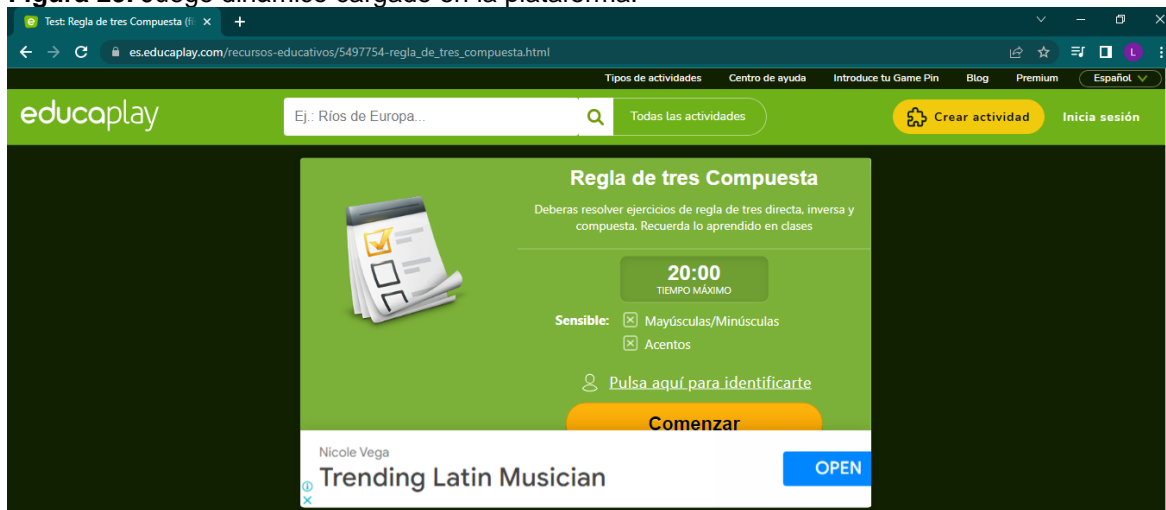 Test: Regla de tres Compuesta (fi
es.educaplay.com/recursos-educativos/5497754-regla_de_tres_compuesta.html
L
Tipos de actividades Centro de ayuda Introduce tu Game Pin Blog Premium Español
educaplay Ej.: Ríos de Europa... Todas las actividades Crear actividad Inicia sesión
Regla de tres Compuesta
Deberas resolver ejercicios de regla de tres directa, inversa y
compuesta. Recuerda lo aprendido en clases
20:00
TIEMPO MÁXIMO
Sensible: Mayúsculas/Minúsculas
Acentos
Pulsa aquí para identificarte
Comenzar
Nicole Vega
Trending Latin Musician
OPEN